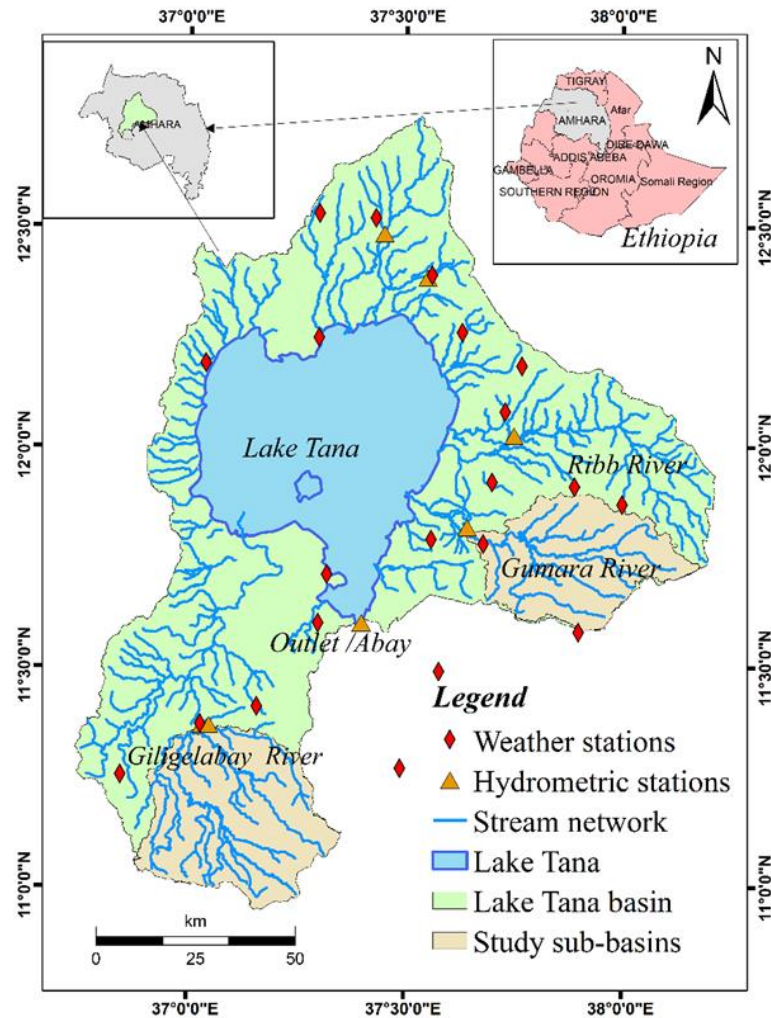 37°0'0"E
37°30'0"E
38°0'0"E
N
AMHARA
TIGRAY
Afar
AMHARA
DIRE DAWA
ADDIS ABEBA
GAMBELLA
OROMIA
Somali Region
SOUTHERN REGION
Ethiopia
12°30'0"N
12°30'0"N
Lake Tana
12°0'0"N
12°0'0"N
Ribb River
Gumara River
Outlet /Abay
11°30'0"N
11°30'0"N
Giligelabay River
Legend
Weather stations
Hydrometric stations
Stream network
Lake Tana
Lake Tana basin
Study sub-basins
11°0'0"N
11°0'0"N
km
0 25 50
37°0'0"E
37°30'0"E
38°0'0"E